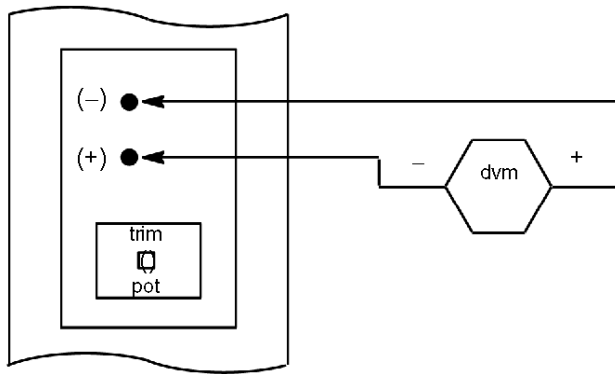 (−)
(+)
− dvm +
trim
pot